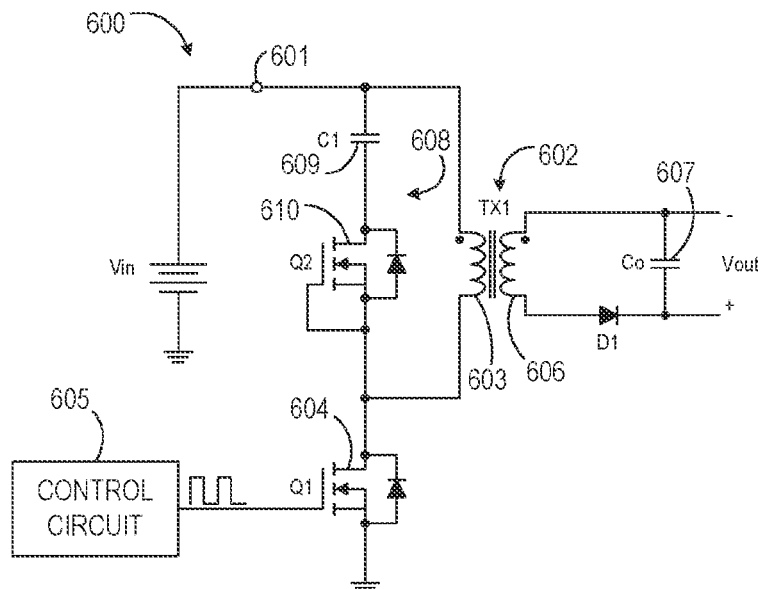 600
601
C1
609
608
602
607
TX1
-
610
Q2
Vin
Co
Vout
+
D1
603
606
605
604
CONTROL
CIRCUIT
Q1